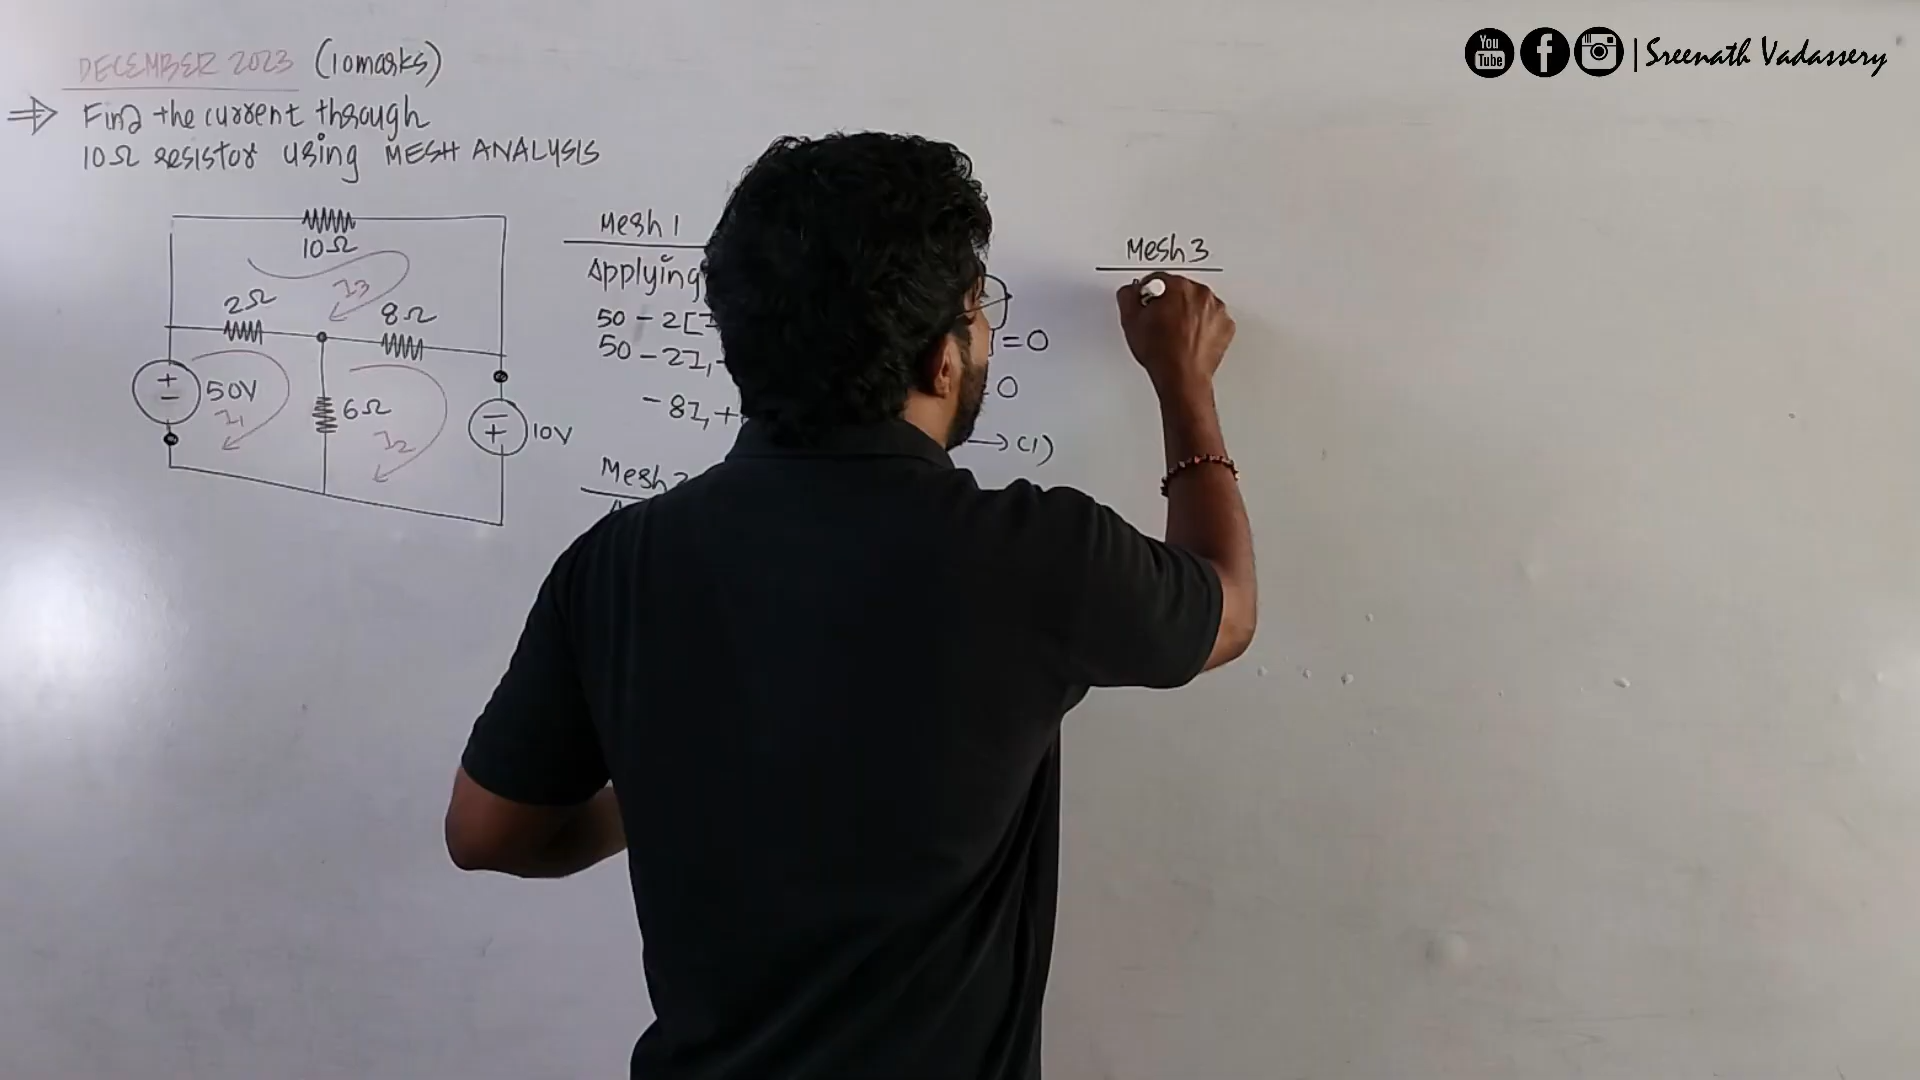 DECEMBER 2023 (10marks)
⇒ Find the current through
10Ω resistor using MESH ANALYSIS
10Ω
I3
2Ω
8Ω
+
-
50V
I1
6Ω
I2
-
+
10V
Mesh 1
Applying
50 - 2[I
50 - 2I1
= 0
0
- 8I1 +
→ (1)
Mesh 2
Mesh 3
You
Tube
f
| Sreenath Vadassery